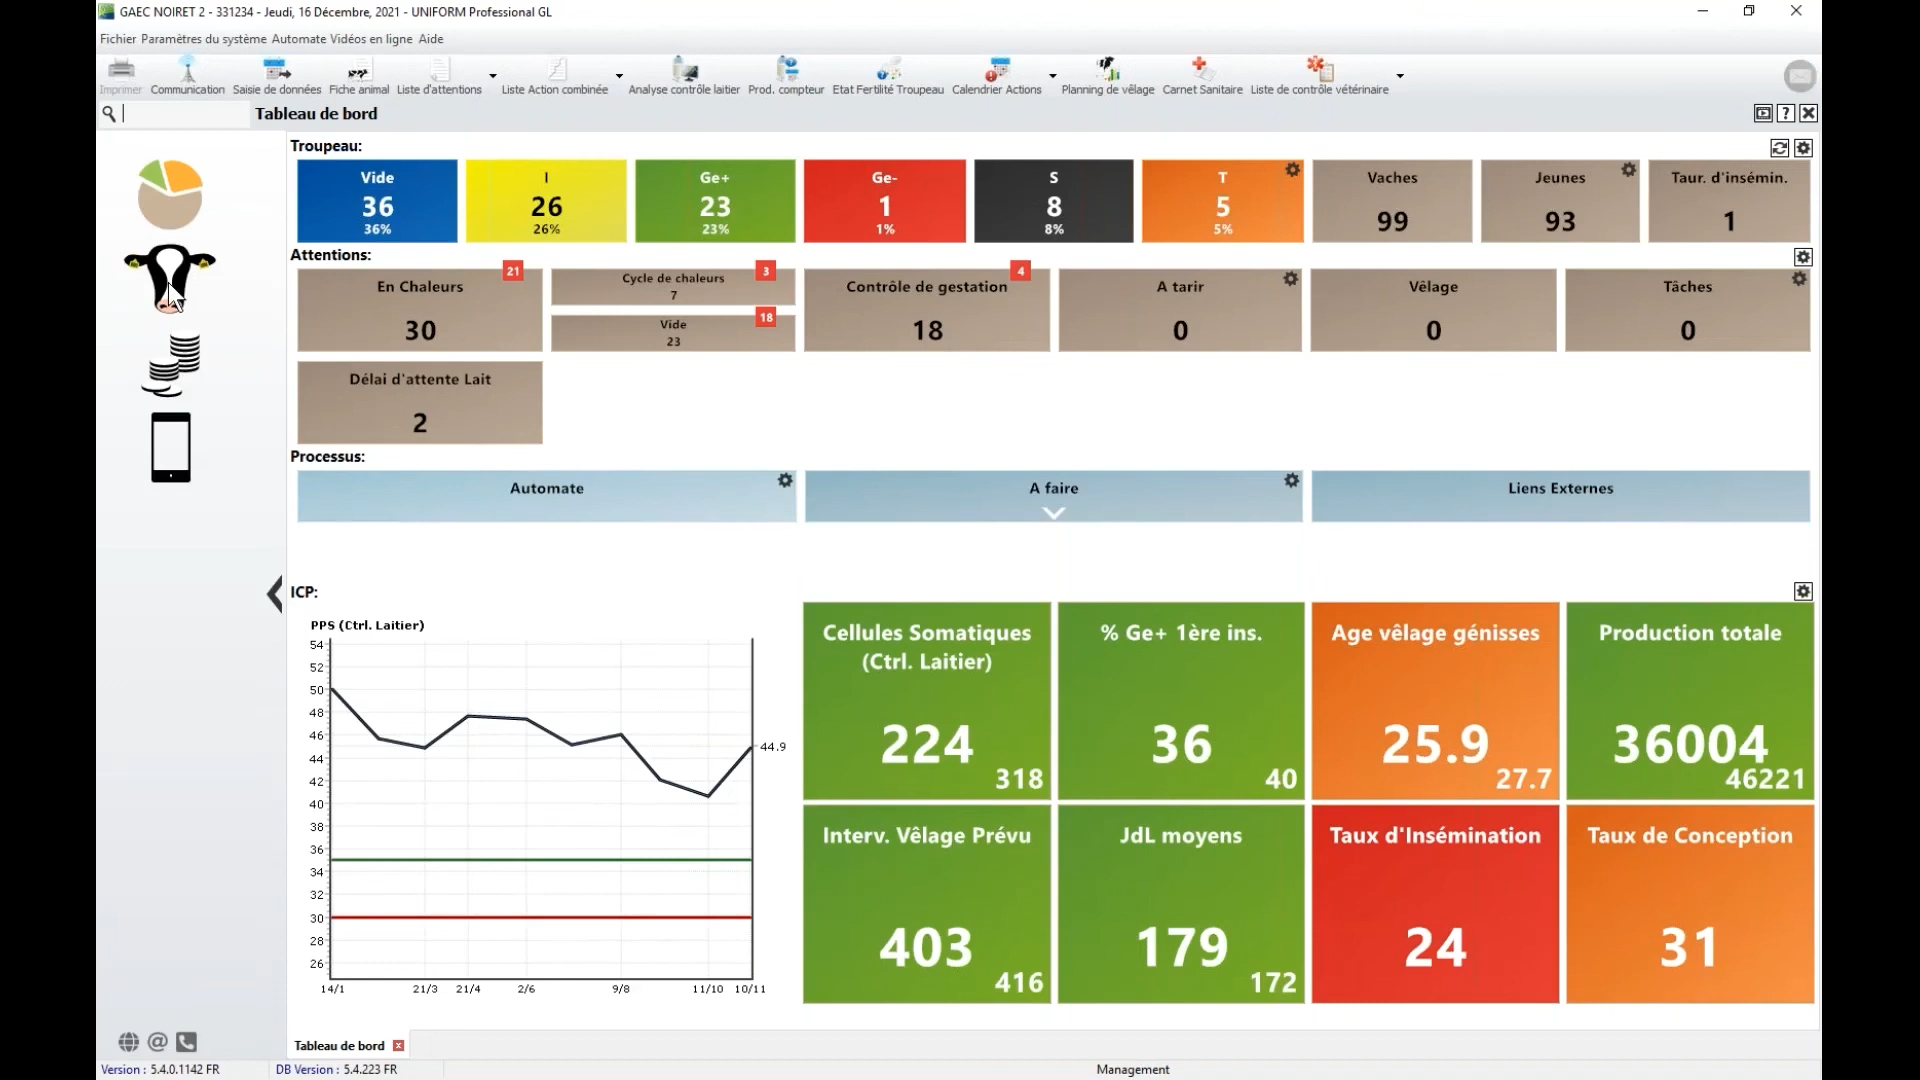 GAEC NOIRET 2 - 331234 - Jeudi, 16 Décembre, 2021 - UNIFORM Professional GL
Fichier Paramètres du système Automate Vidéos en ligne Aide
Imprimer Communication Saisie de données Fiche animal Liste d'attentions Liste Action combinée Analyse contrôle laitier Prod. compteur Etat Fertilité Troupeau Calendrier Actions Planning de vêlage Carnet Sanitaire Liste de contrôle vétérinaire
Tableau de bord
Troupeau:
Vide I Ge+ Ge- S T Vaches Jeunes Taur. d'insémin.
36 26 23 1 8 5 99 93 1
36% 26% 23% 1% 8% 5%
Attentions:
En Chaleurs 21
30
Cycle de chaleurs 3
7
Vide 18
23
Contrôle de gestation 4
18
A tarir
0
Vêlage
0
Tâches
0
Délai d'attente Lait
2
Processus:
Automate A faire Liens Externes
ICP:
PPS (Ctrl. Laitier)
54
52
50
48
46
44
42
40
38
36
34
32
30
28
26
44.9
14/1 21/3 21/4 2/6 9/8 11/10 10/11
Cellules Somatiques
(Ctrl. Laitier)
224
318
% Ge+ 1ère ins.
36
40
Age vêlage génisses
25.9
27.7
Production totale
36004
46221
Interv. Vêlage Prévu
403
416
JdL moyens
179
172
Taux d'Insémination
24
Taux de Conception
31
Tableau de bord
Version : 5.4.0.1142 FR DB Version : 5.4.223 FR Management